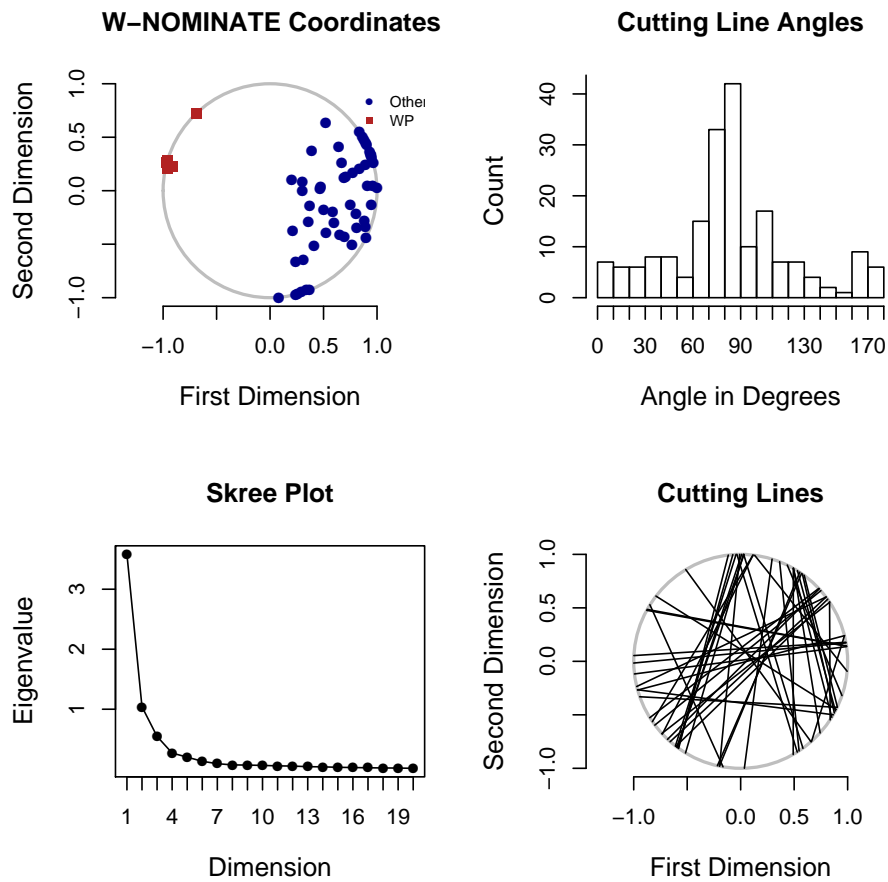 W−NOMINATE Coordinates
Second Dimension
1.0
0.5
0.0
−1.0
Other
WP
−1.0
0.0
0.5
1.0
First Dimension
Cutting Line Angles
Count
40
30
20
10
0
0
30
60
90
130
170
Angle in Degrees
Skree Plot
Eigenvalue
3
2
1
1
4
7
10
13
16
19
Dimension
Cutting Lines
Second Dimension
1.0
0.5
0.0
−1.0
−1.0
0.0
0.5
1.0
First Dimension